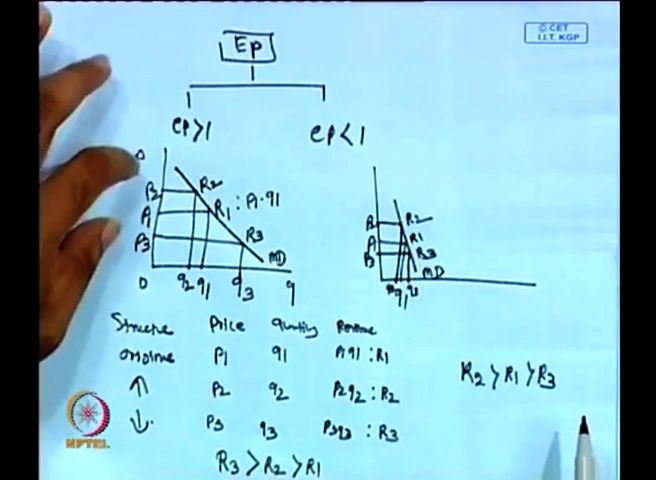 © CET
I.I.T. KGP
Ep
ep>1
ep<1
P2 R2
P1 R1 : P1.q1
P3 R3
MD
0 q2 q1 q3 q
R2
R1
R3
MD
q1
Structure Price Quantity Revenue
Original P1 q1 P1q1 : R1
↑ P2 q2 P2q2 : R2
↓ P3 q3 P3q3 : R3
R2 > R1 > R3
R3 > R2 > R1
NPTEL